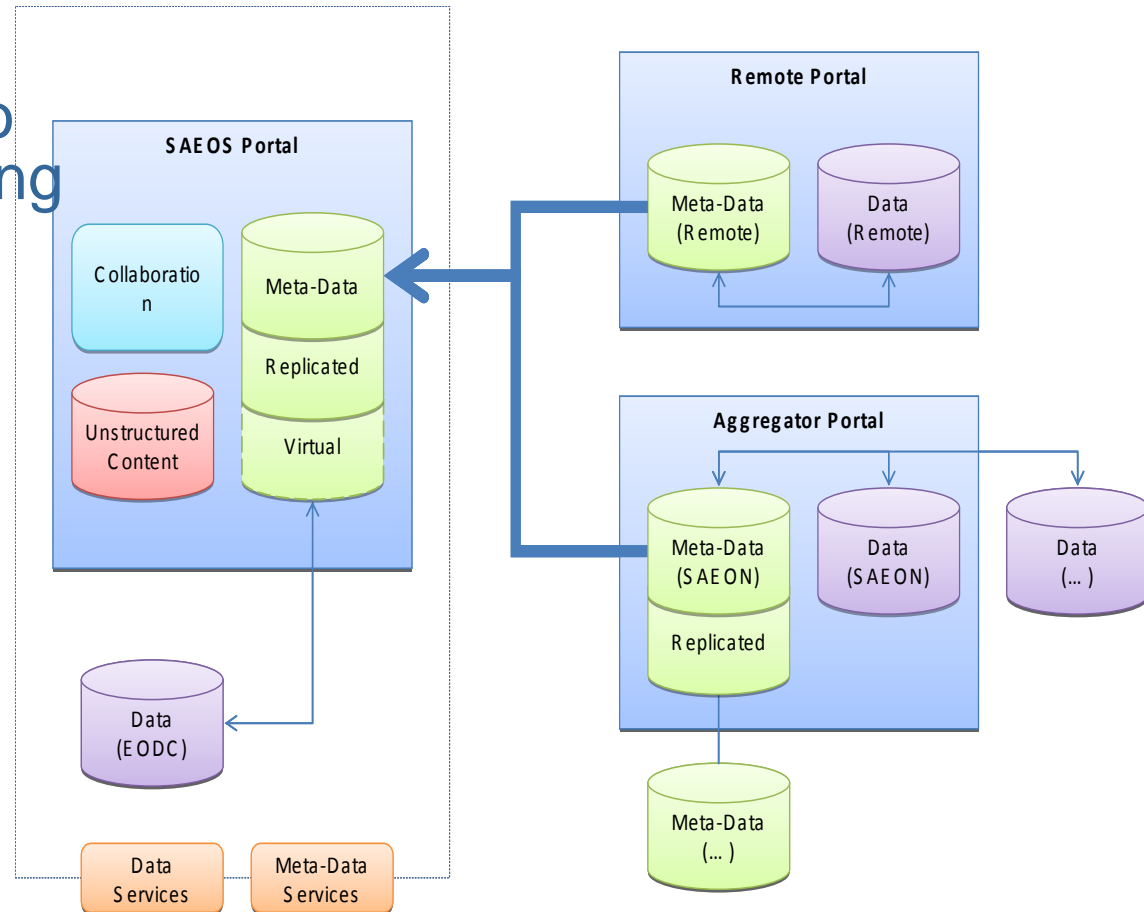 o
ng
SAEOS Portal
Collaboratio
n
Meta-Data
Replicated
Virtual
Unstructured
Content
Data
(EODC)
Data
Services
Meta-Data
Services
Remote Portal
Meta-Data
(Remote)
Data
(Remote)
Aggregator Portal
Meta-Data
(SAEON)
Replicated
Data
(SAEON)
Data
(... )
Meta-Data
(... )